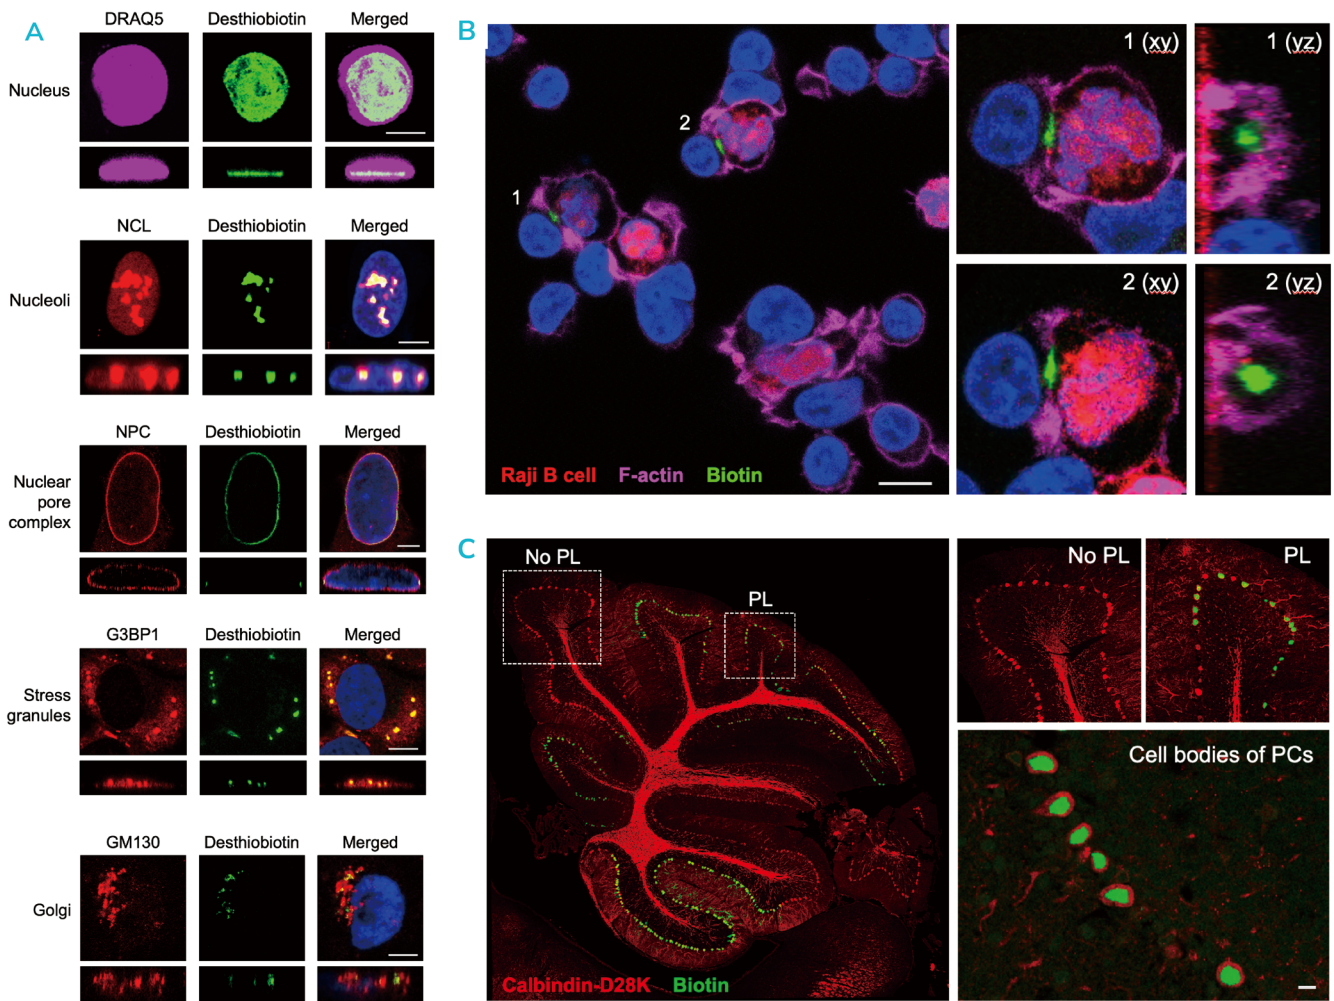 A
DRAQ5 Desthiobiotin Merged
Nucleus
NCL Desthiobiotin Merged
Nucleoli
NPC Desthiobiotin Merged
Nuclear
pore
complex
G3BP1 Desthiobiotin Merged
Stress
granules
GM130 Desthiobiotin Merged
Golgi
B
1
2
Raji B cell F-actin Biotin
1 (xy)
1 (yz)
2 (xy)
2 (yz)
C
No PL
PL
Calbindin-D28K Biotin
No PL
PL
Cell bodies of PCs